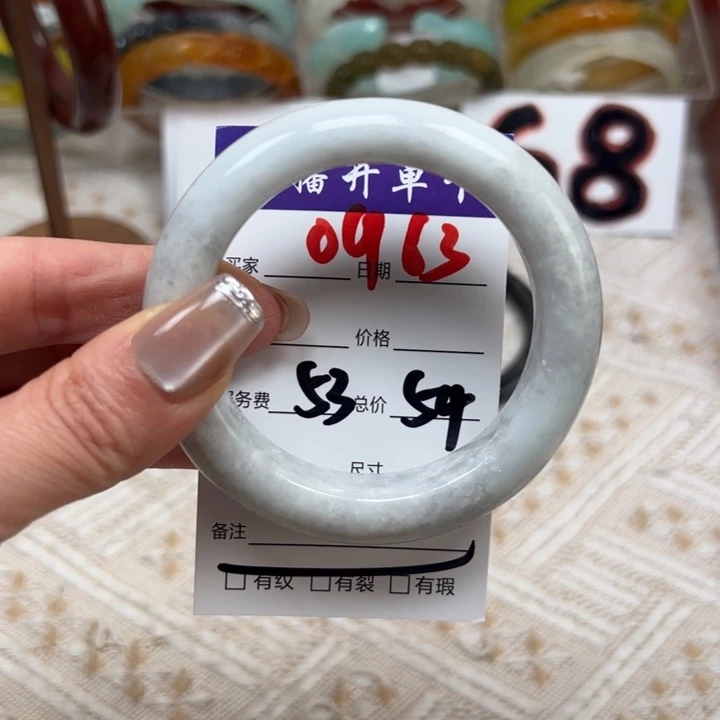 播开单卡
68
0913
买家 日期
价格
服务费 53 总价 54
尺寸
备注
□ 有纹 □ 有裂 □ 有瑕